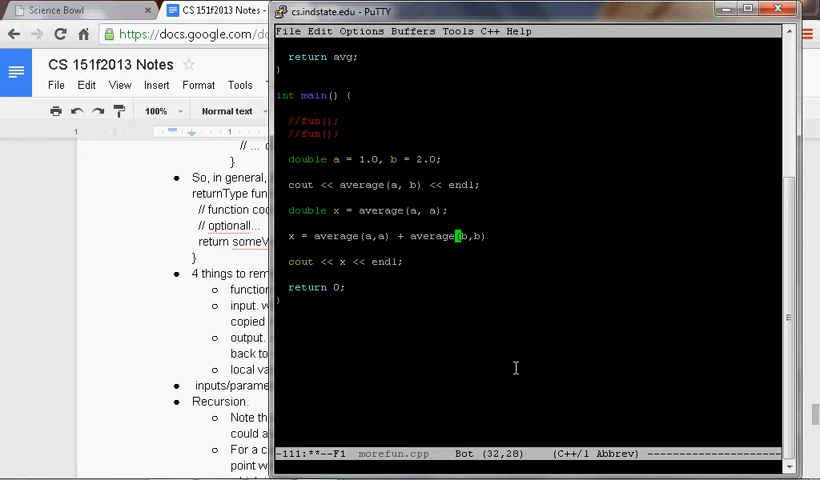 Science Bowl
CS 151f2013 Notes -
https://docs.google.com/d
CS 151f2013 Notes
File Edit View Insert Format Tools
100% Normal text
1 1
// ...
}
So, in general,
returnType fun
// function cod
// optionall...
return someV
}
4 things to rem
function
input. w
copied
output.
back to
local va
inputs/parame
Recursion.
Note th
could a
For a c
point w
cs.indstate.edu - PuTTY
File Edit Options Buffers Tools C++ Help
return avg;
}
int main() {
//fun();
//fun();
double a = 1.0, b = 2.0;
cout << average(a, b) << endl;
double x = average(a, a);
x = average(a,a) + average(b,b)
cout << x << endl;
return 0;
}
-111:**--F1 morefun.cpp Bot (32,28) (C++/l Abbrev) ------------------